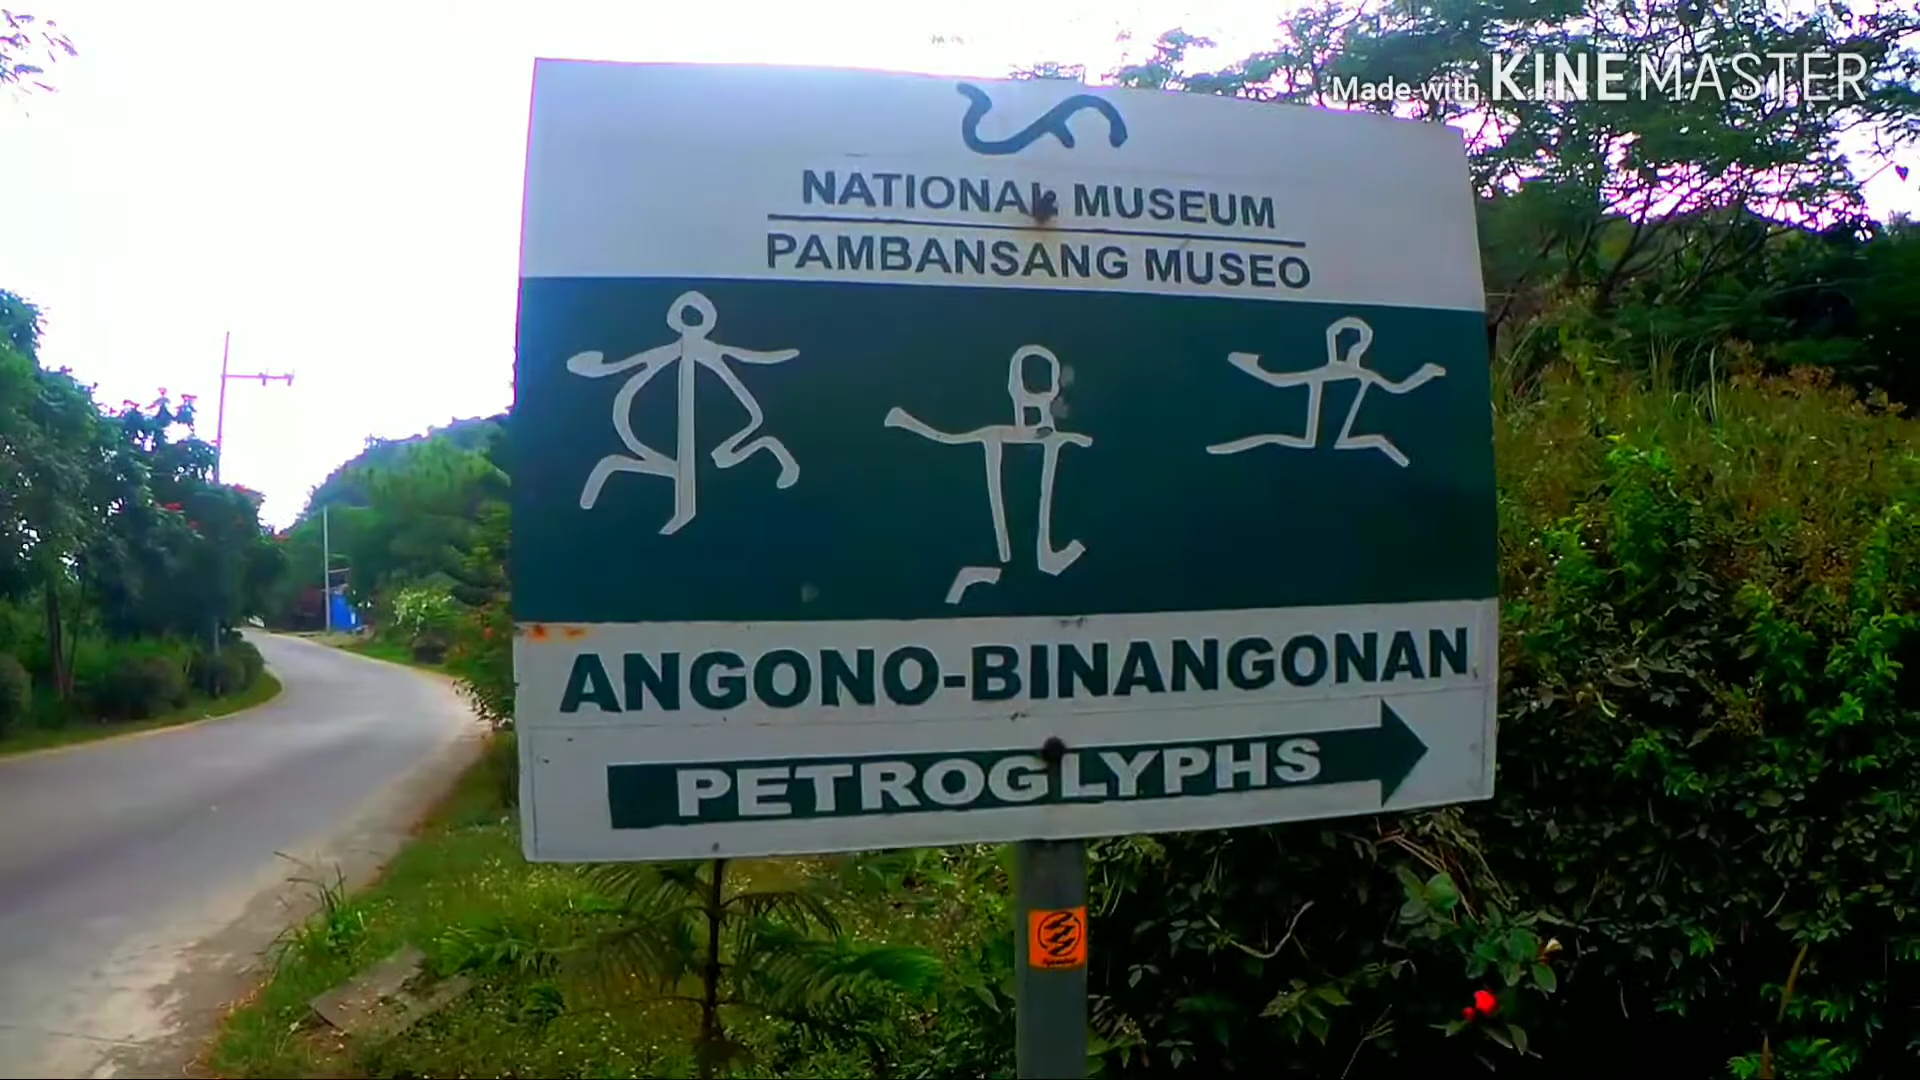 Made with KINEMASTER
ᜉ
NATIONAL MUSEUM
PAMBANSANG MUSEO
ANGONO-BINANGONAN
PETROGLYPHS